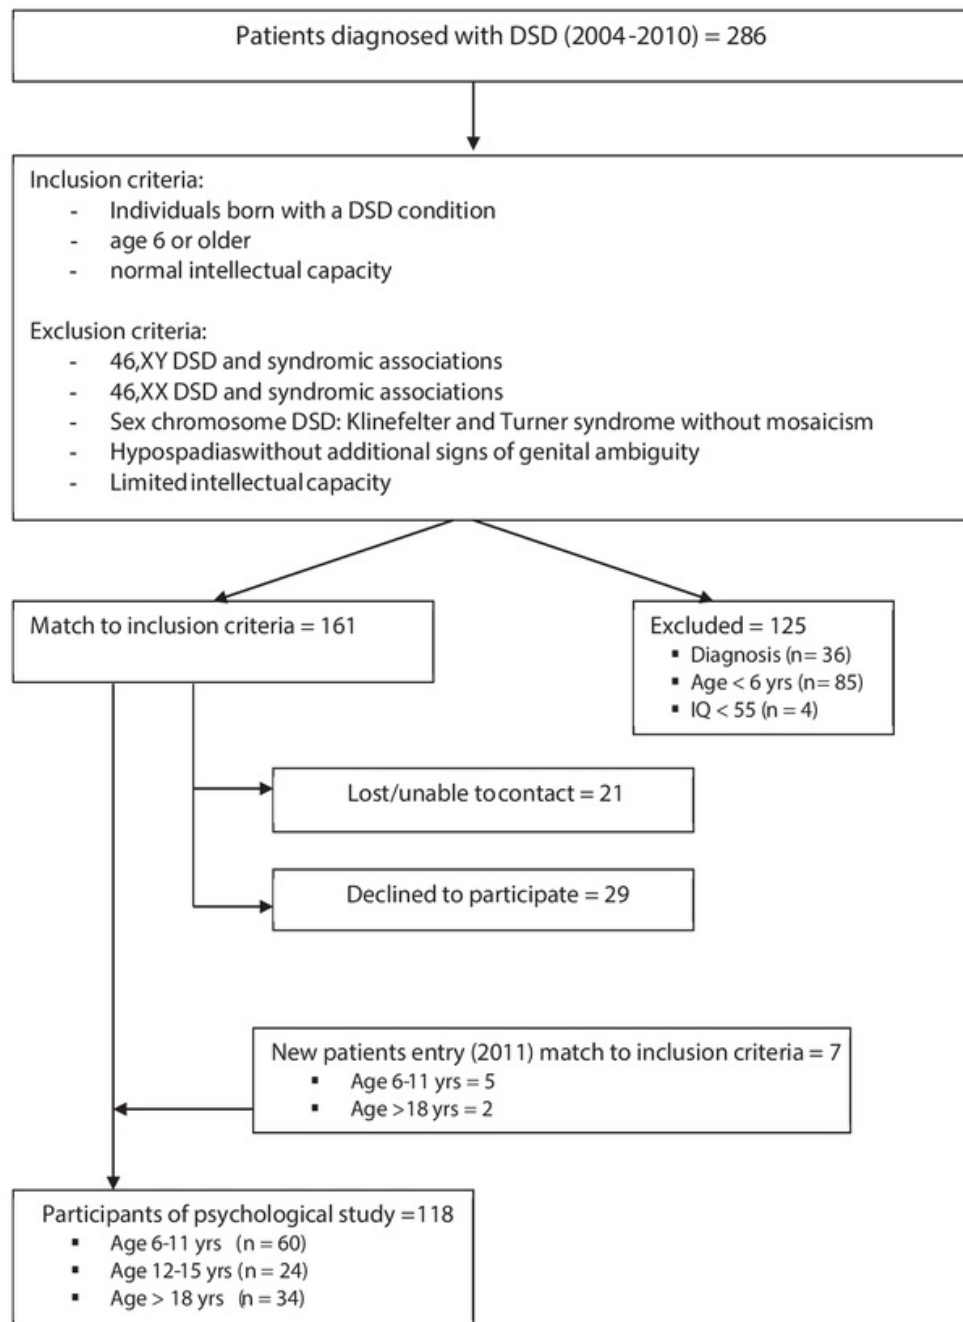 Patients diagnosed with DSD (2004-2010) = 286
Inclusion criteria:
- Individuals born with a DSD condition
- age 6 or older
- normal intellectual capacity
Exclusion criteria:
- 46,XY DSD and syndromic associations
- 46,XX DSD and syndromic associations
- Sex chromosome DSD: Klinefelter and Turner syndrome without mosaicism
- Hypospadiaswithout additional signs of genital ambiguity
- Limited intellectual capacity
Match to inclusion criteria = 161
Excluded = 125
▪ Diagnosis (n= 36)
▪ Age < 6 yrs (n= 85)
▪ IQ < 55 (n = 4)
Lost/unable to contact = 21
Declined to participate = 29
New patients entry (2011) match to inclusion criteria = 7
▪ Age 6-11 yrs = 5
▪ Age >18 yrs = 2
Participants of psychological study =118
▪ Age 6-11 yrs (n = 60)
▪ Age 12-15 yrs (n = 24)
▪ Age > 18 yrs (n = 34)